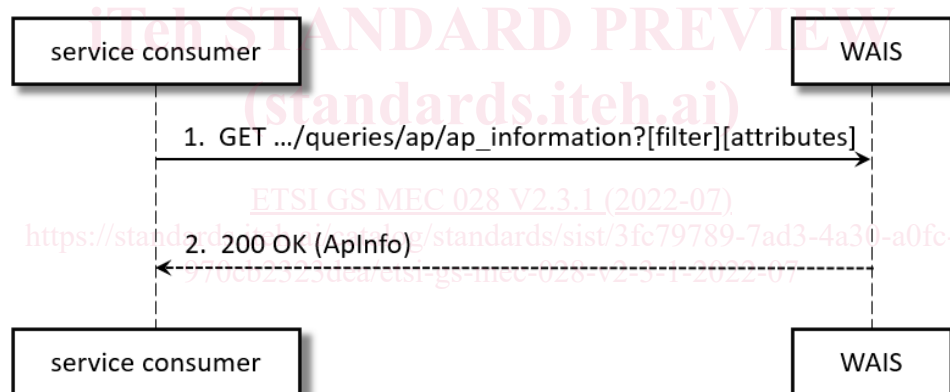 iTeh STANDARD PREVIEW
service consumer
WAIS
(standards.iteh.ai)
1. GET .../queries/ap/ap_information?[filter][attributes]
ETSI GS MEC 028 V2.3.1 (2022-07)
https://standards.iteh.ai/catalog/standards/sist/3fc79789-7ad3-4a30-a0fc-
2. 200 OK (ApInfo)
970cb2323dea/etsi-gs-mec-028-v2-3-1-2022-07
service consumer
WAIS